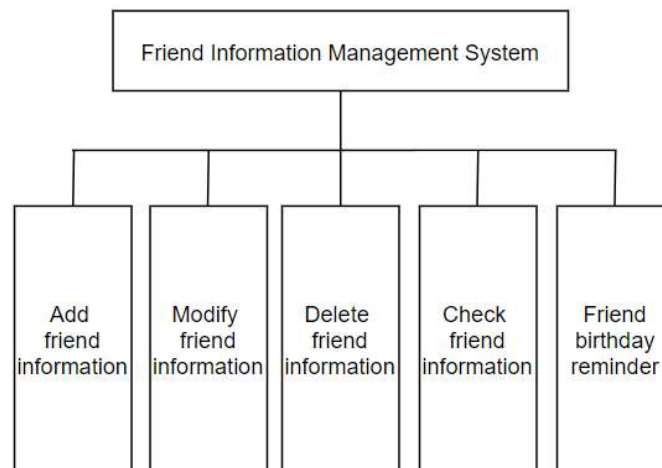 Friend Information Management System
Add
friend
information
Modify
friend
information
Delete
friend
information
Check
friend
information
Friend
birthday
reminder